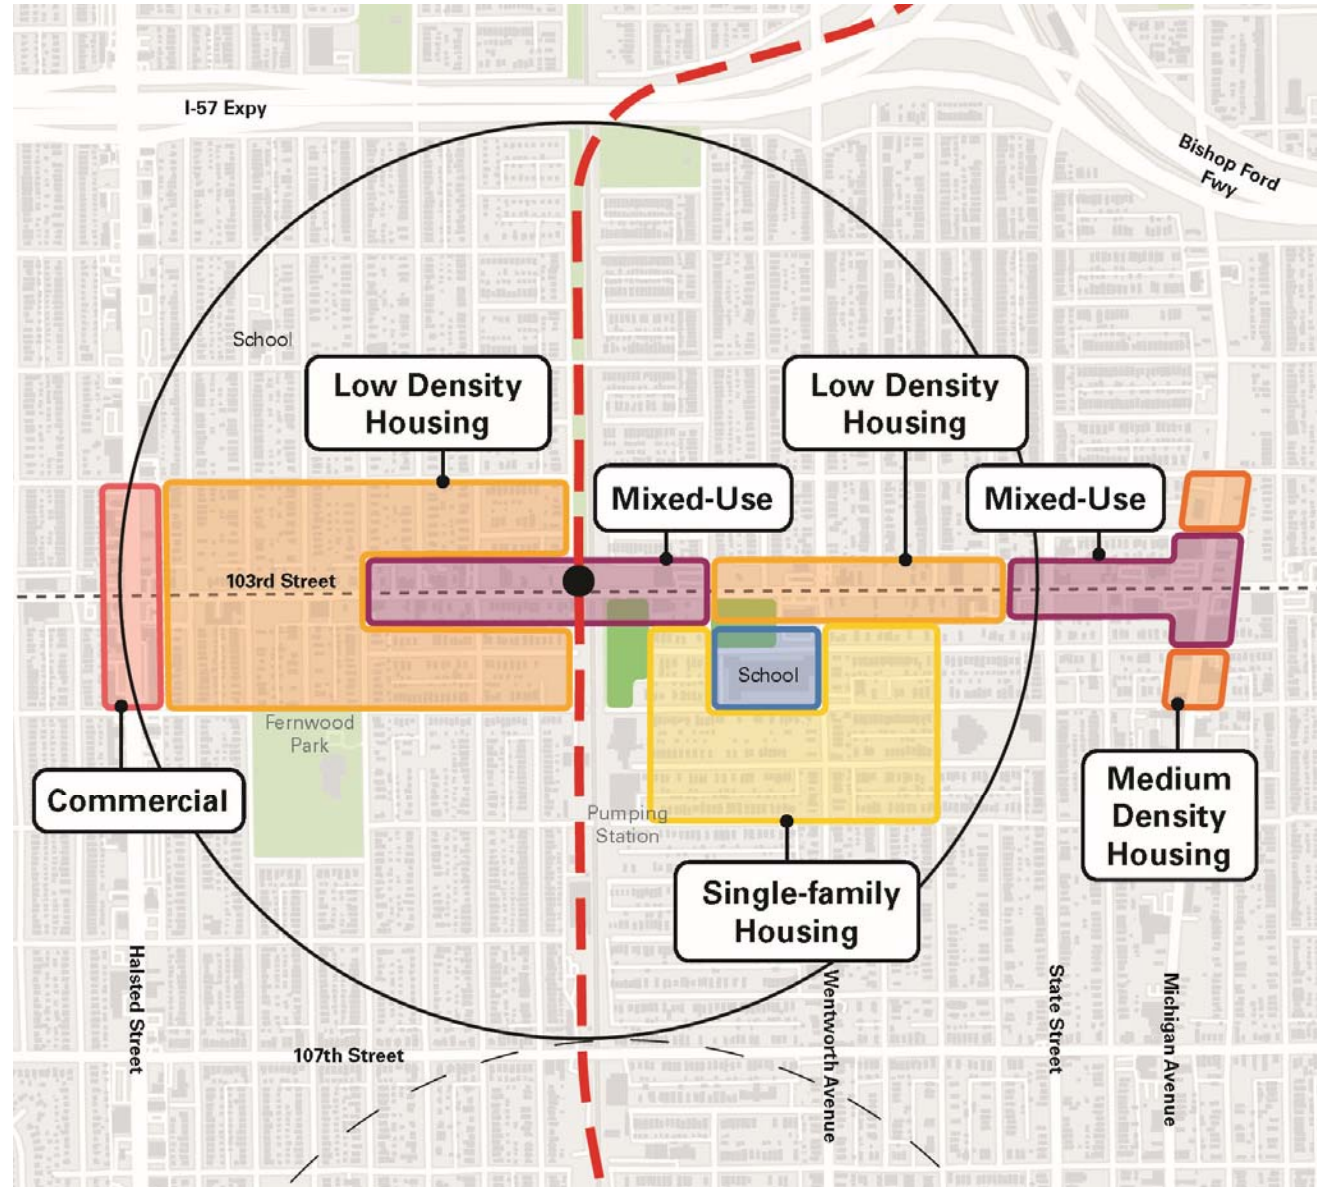 I-57 Expy
Bishop Ford
Fwy
School
Low Density
Housing
Low Density
Housing
Mixed-Use
Mixed-Use
103rd Street
School
Fernwood
Park
Commercial
Pumping
Station
Medium
Density
Housing
Single-family
Housing
Halsted Street
Wentworth Avenue
State Street
Michigan Avenue
107th Street